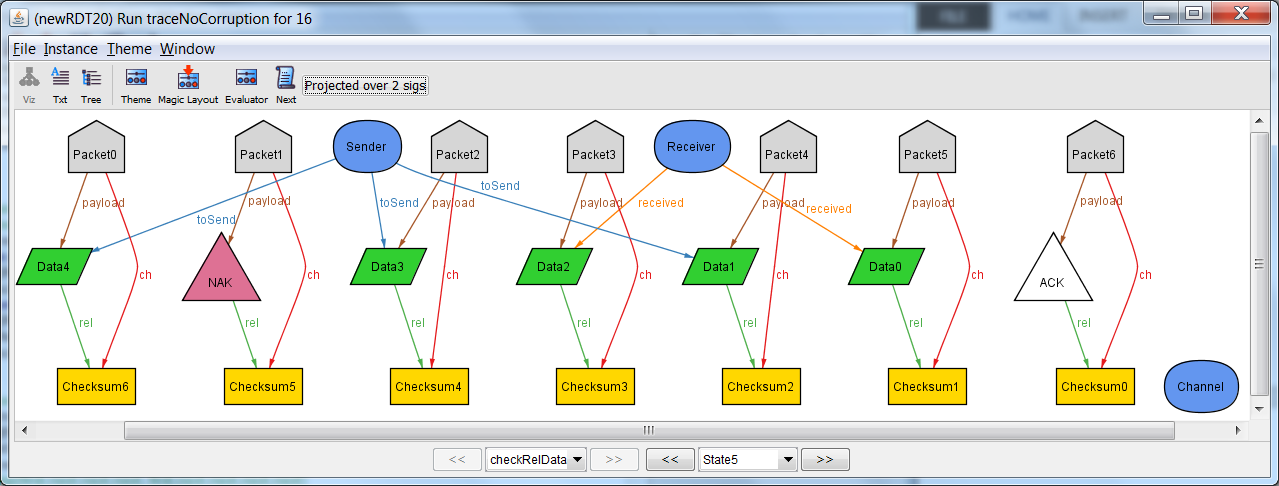 (newRDT20) Run traceNoCorruption for 16
FILE HOME INSERT
File Instance Theme Window
Viz Txt Tree Theme Magic Layout Evaluator Next Projected over 2 sigs
Packet0 Packet1 Sender Packet2 Packet3 Receiver Packet4 Packet5 Packet6
toSend
payload payload toSend payload received payload received payload payload
toSend
Data4 NAK Data3 Data2 Data1 Data0 ACK
ch ch ch ch ch ch ch
rel rel rel rel rel rel rel
Checksum6 Checksum5 Checksum4 Checksum3 Checksum2 Checksum1 Checksum0 Channel
<< checkRelData >> << State5 >>